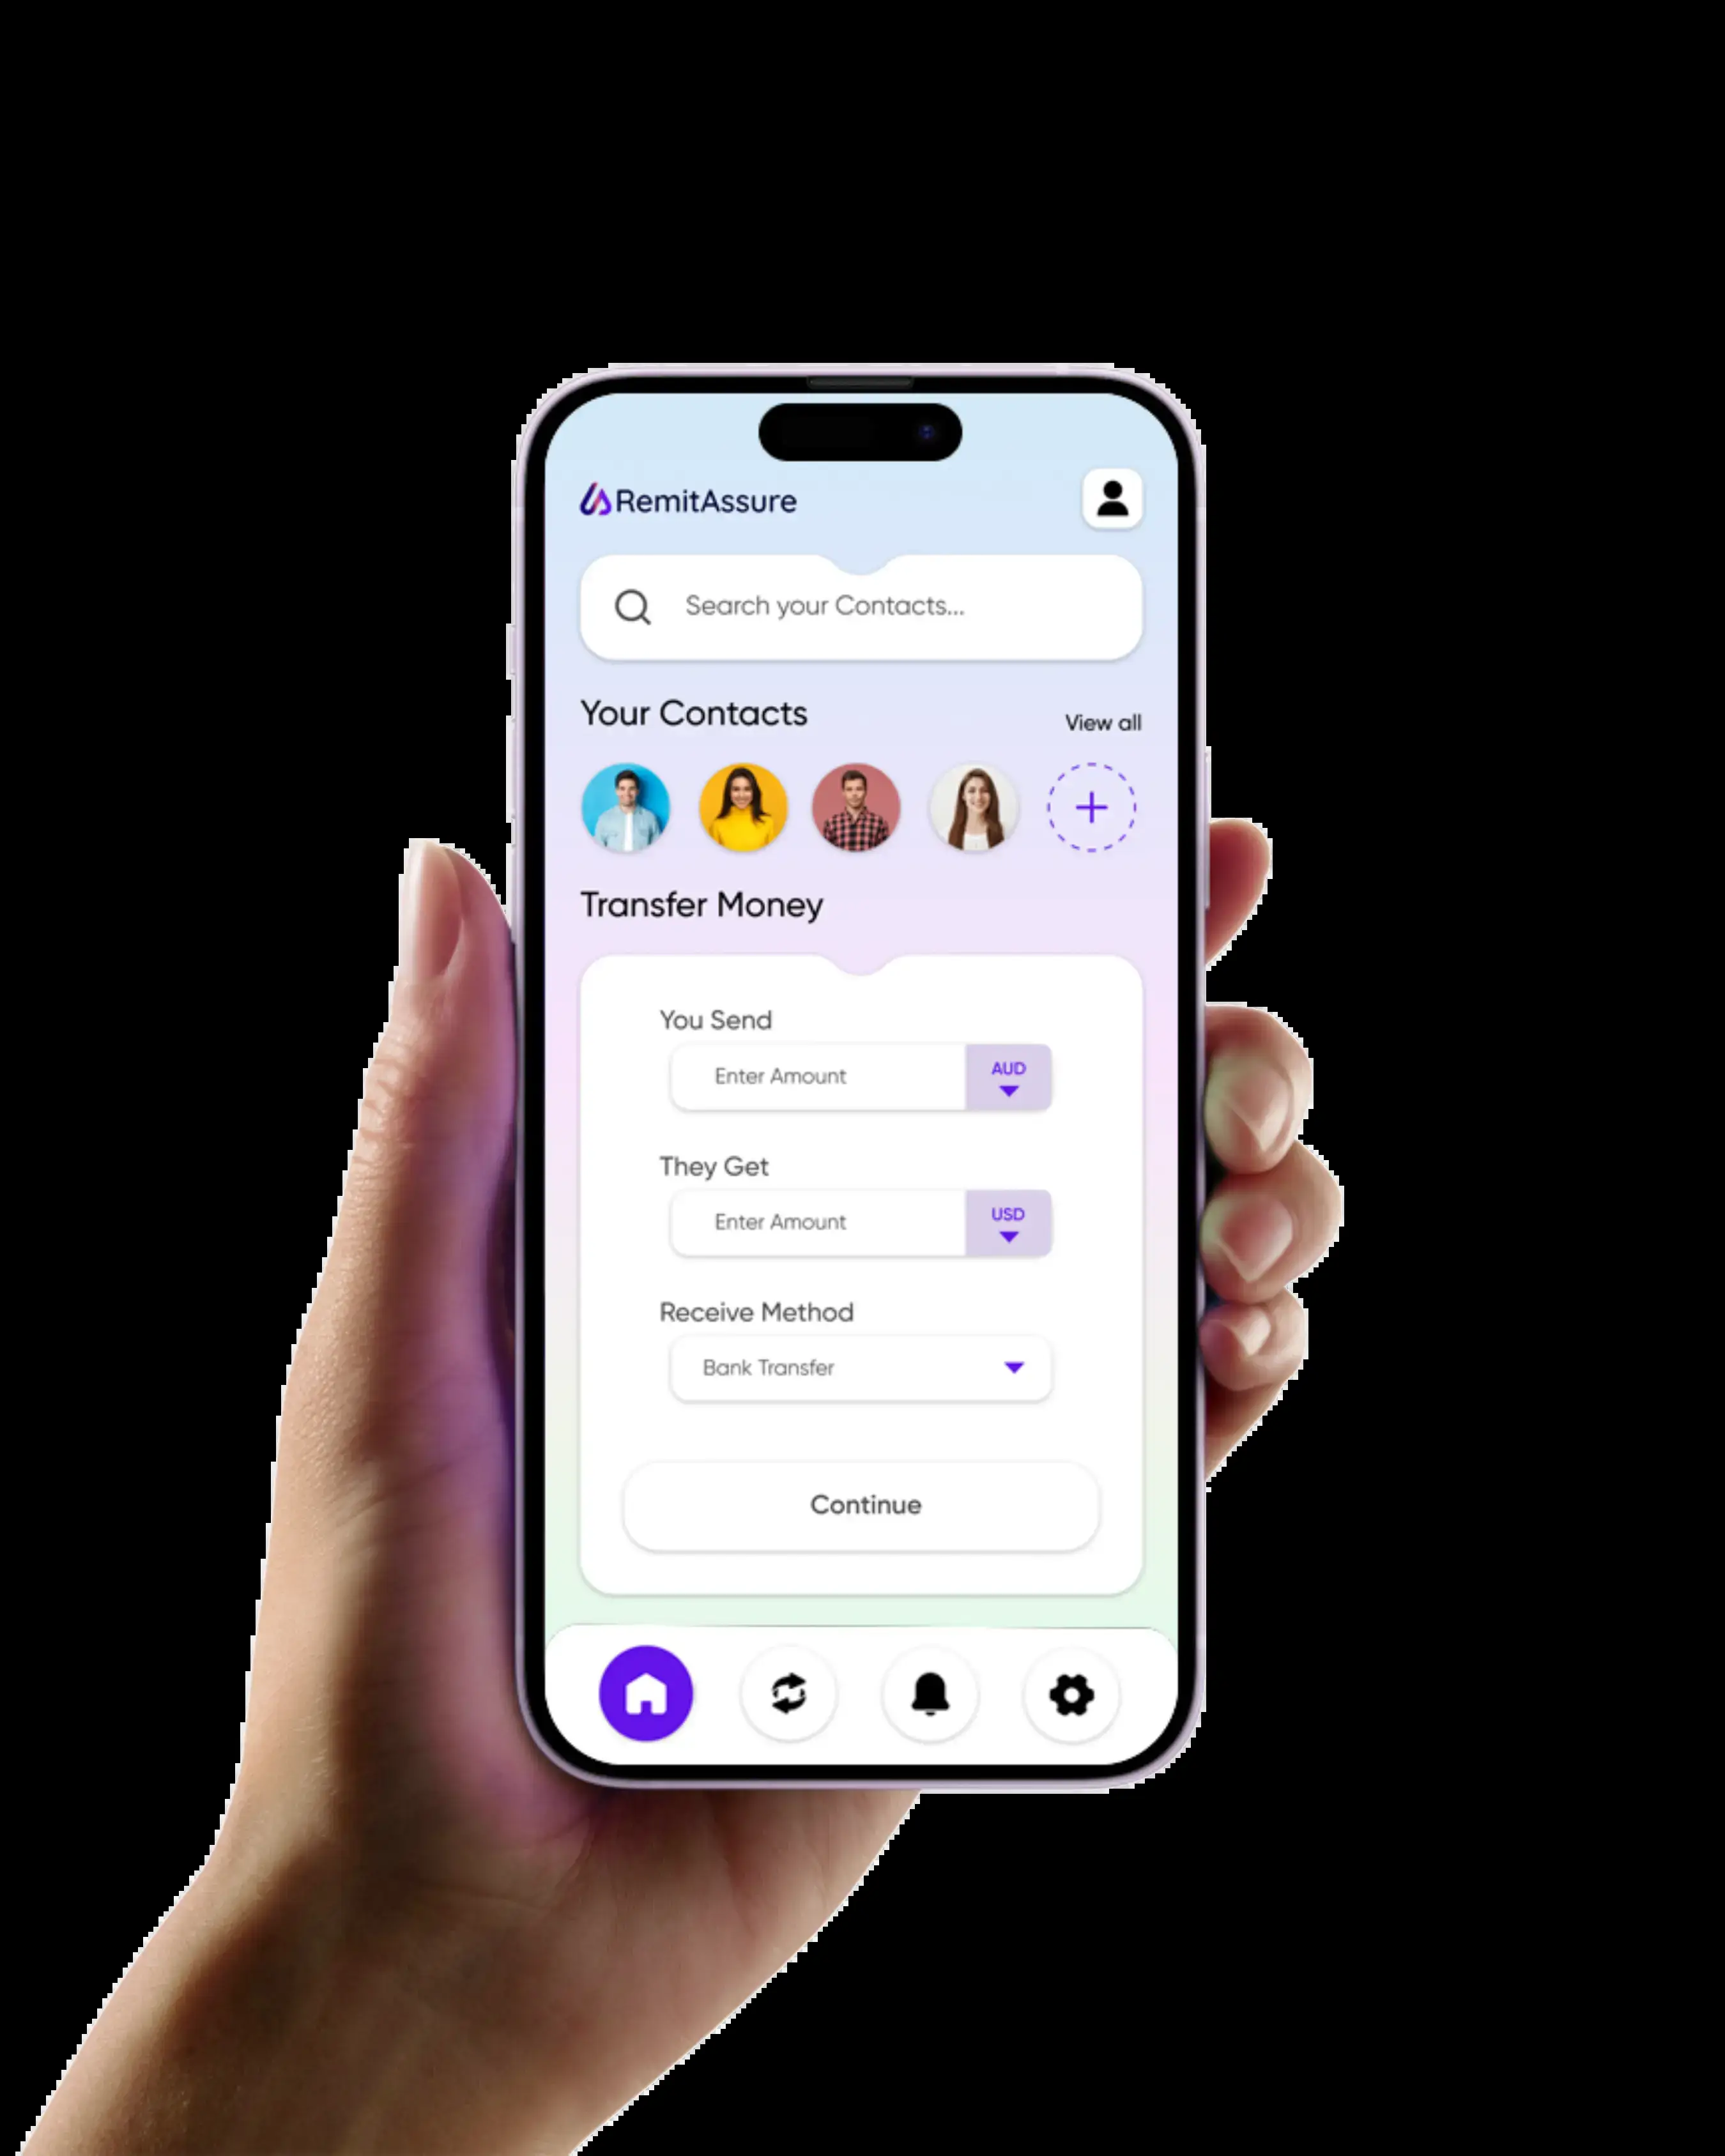 RemitAssure
Search your Contacts...
Your Contacts
View all
Transfer Money
You Send
Enter Amount
AUD
They Get
Enter Amount
USD
Receive Method
Bank Transfer
Continue